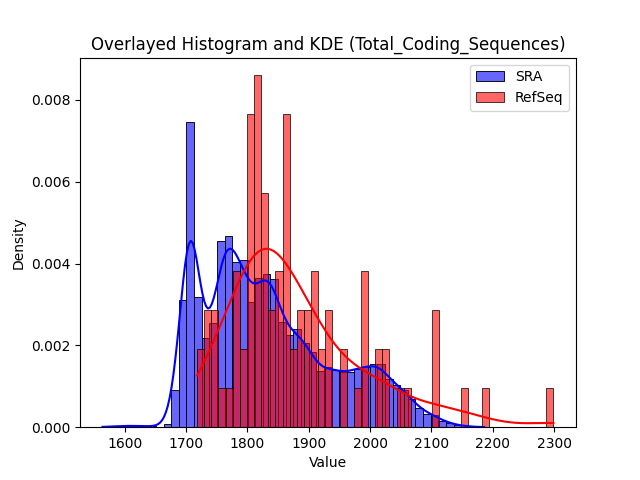 Overlayed Histogram and KDE (Total_Coding_Sequences)
SRA
RefSeq
Density
0.008
0.006
0.004
0.002
0.000
1600 1700 1800 1900 2000 2100 2200 2300
Value